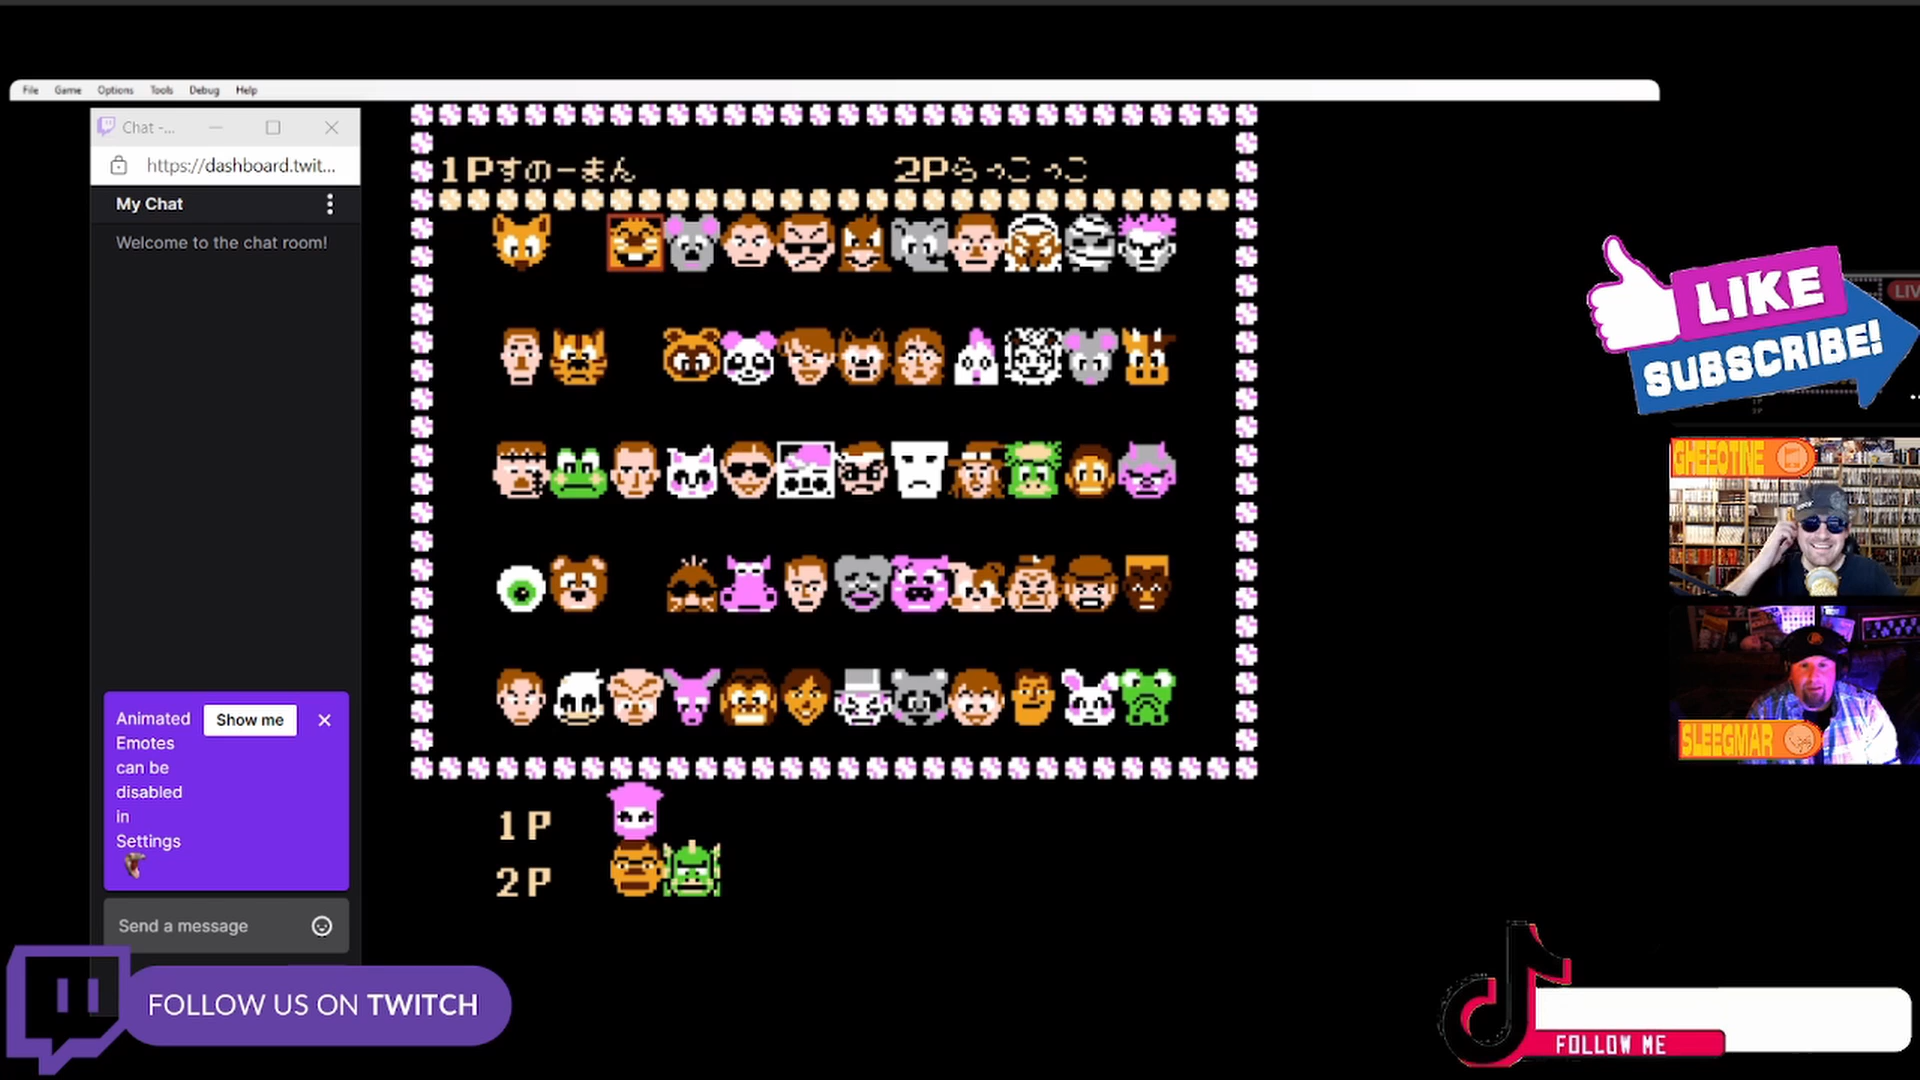 File Game Options Tools Debug Help
Chat -...
https://dashboard.twit...
My Chat
Welcome to the chat room!
1Pすのーまん
2Pらっこっこ
LIKE
SUBSCRIBE!
LIV
GHEEOTINE
SLEEGMAR
Animated
Emotes
can be
disabled
in
Settings
Show me
1P
2P
Send a message
FOLLOW US ON TWITCH
FOLLOW ME